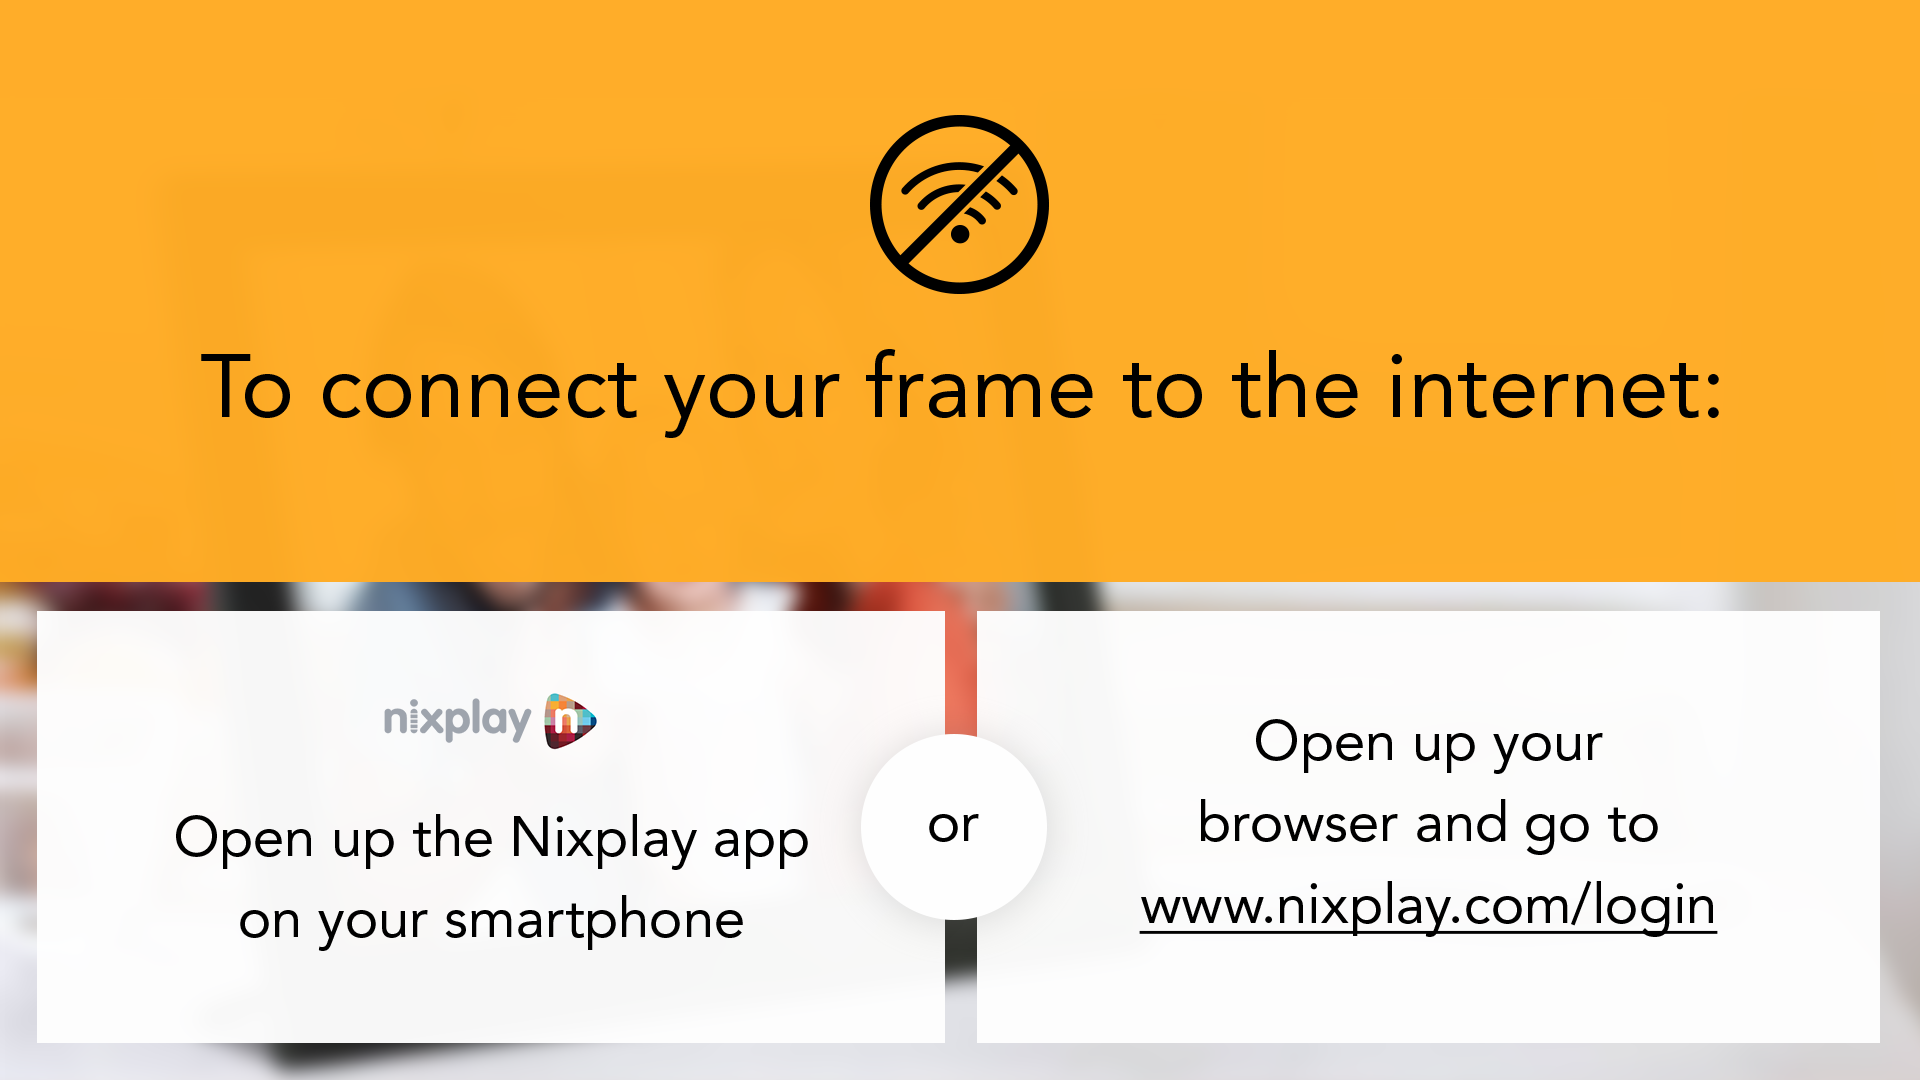 To connect your frame to the internet:
nixplay n
Open up the Nixplay app
on your smartphone
or
Open up your
browser and go to
www.nixplay.com/login